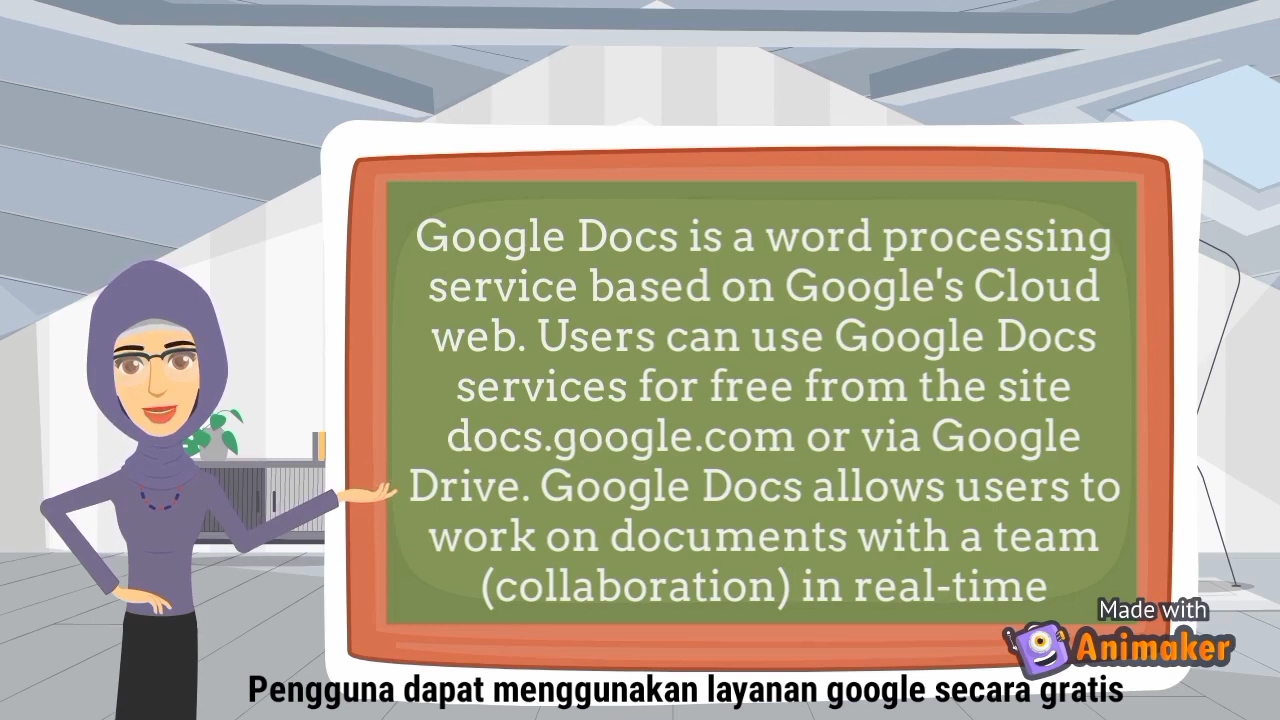 Google Docs is a word processing
service based on Google's Cloud
web. Users can use Google Docs
services for free from the site
docs.google.com or via Google
Drive. Google Docs allows users to
work on documents with a team
(collaboration) in real-time
Made with
Animaker
Pengguna dapat menggunakan layanan google secara gratis